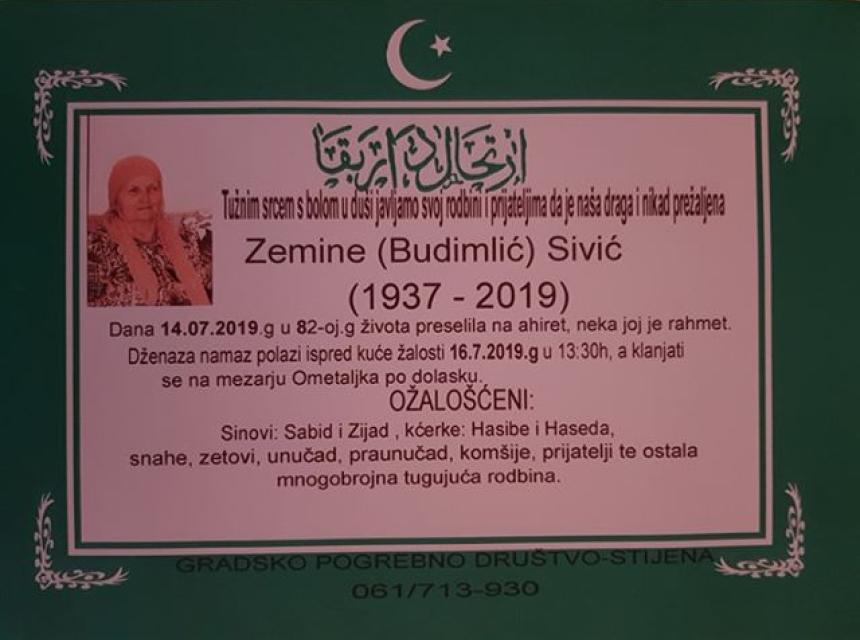 ارتحال دار بقا
Tužnim srcem s bolom u duši javljamo svoj rodbini i prijateljima da je naša draga i nikad prežaljena
Zemine (Budimlić) Sivić
(1937 - 2019)
Dana 14.07.2019.g u 82-oj.g života preselila na ahiret, neka joj je rahmet.
Dženaza namaz polazi ispred kuće žalosti 16.7.2019.g u 13:30h, a klanjati
se na mezarju Ometaljka po dolasku.
OŽALOŠĆENI:
Sinovi: Sabid i Zijad , kćerke: Hasibe i Haseda,
snahe, zetovi, unučad, praunučad, komšije, prijatelji te ostala
mnogobrojna tugujuća rodbina.
GRADSKO POGREBNO DRUŠTVO-STIJENA
061/713-930